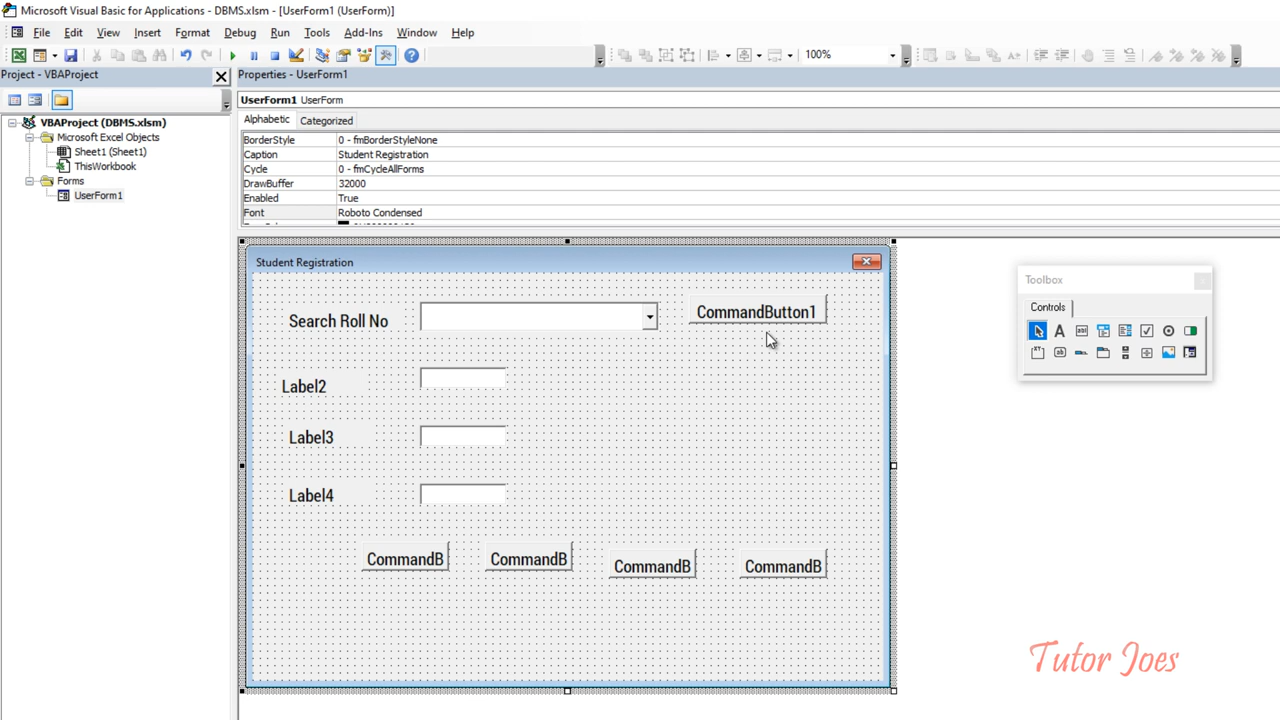 Microsoft Visual Basic for Applications - DBMS.xlsm - [UserForm1 (UserForm)]
File Edit View Insert Format Debug Run Tools Add-Ins Window Help
100%
Project - VBAProject
Properties - UserForm1
UserForm1 UserForm
Alphabetic Categorized
VBAProject (DBMS.xlsm)
Microsoft Excel Objects
Sheet1 (Sheet1)
ThisWorkbook
Forms
UserForm1
BorderStyle 0 - fmBorderStyleNone
Caption Student Registration
Cycle 0 - fmCycleAllForms
DrawBuffer 32000
Enabled True
Font Roboto Condensed
Student Registration
Search Roll No
CommandButton1
Label2
Label3
Label4
CommandB CommandB CommandB CommandB
Toolbox
Controls
Tutor Joes